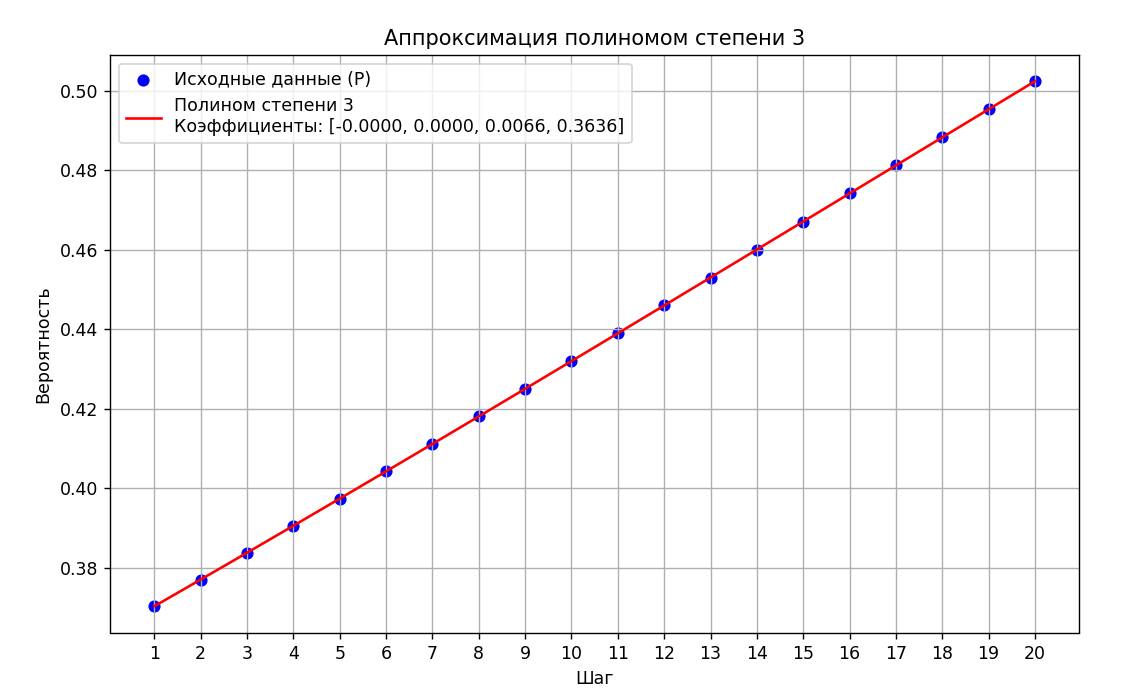 Аппроксимация полиномом степени 3
Исходные данные (P)
Полином степени 3
Коэффициенты: [-0.0000, 0.0000, 0.0066, 0.3636]
Вероятность
0.50
0.48
0.46
0.44
0.42
0.40
0.38
1 2 3 4 5 6 7 8 9 10 11 12 13 14 15 16 17 18 19 20
Шаг